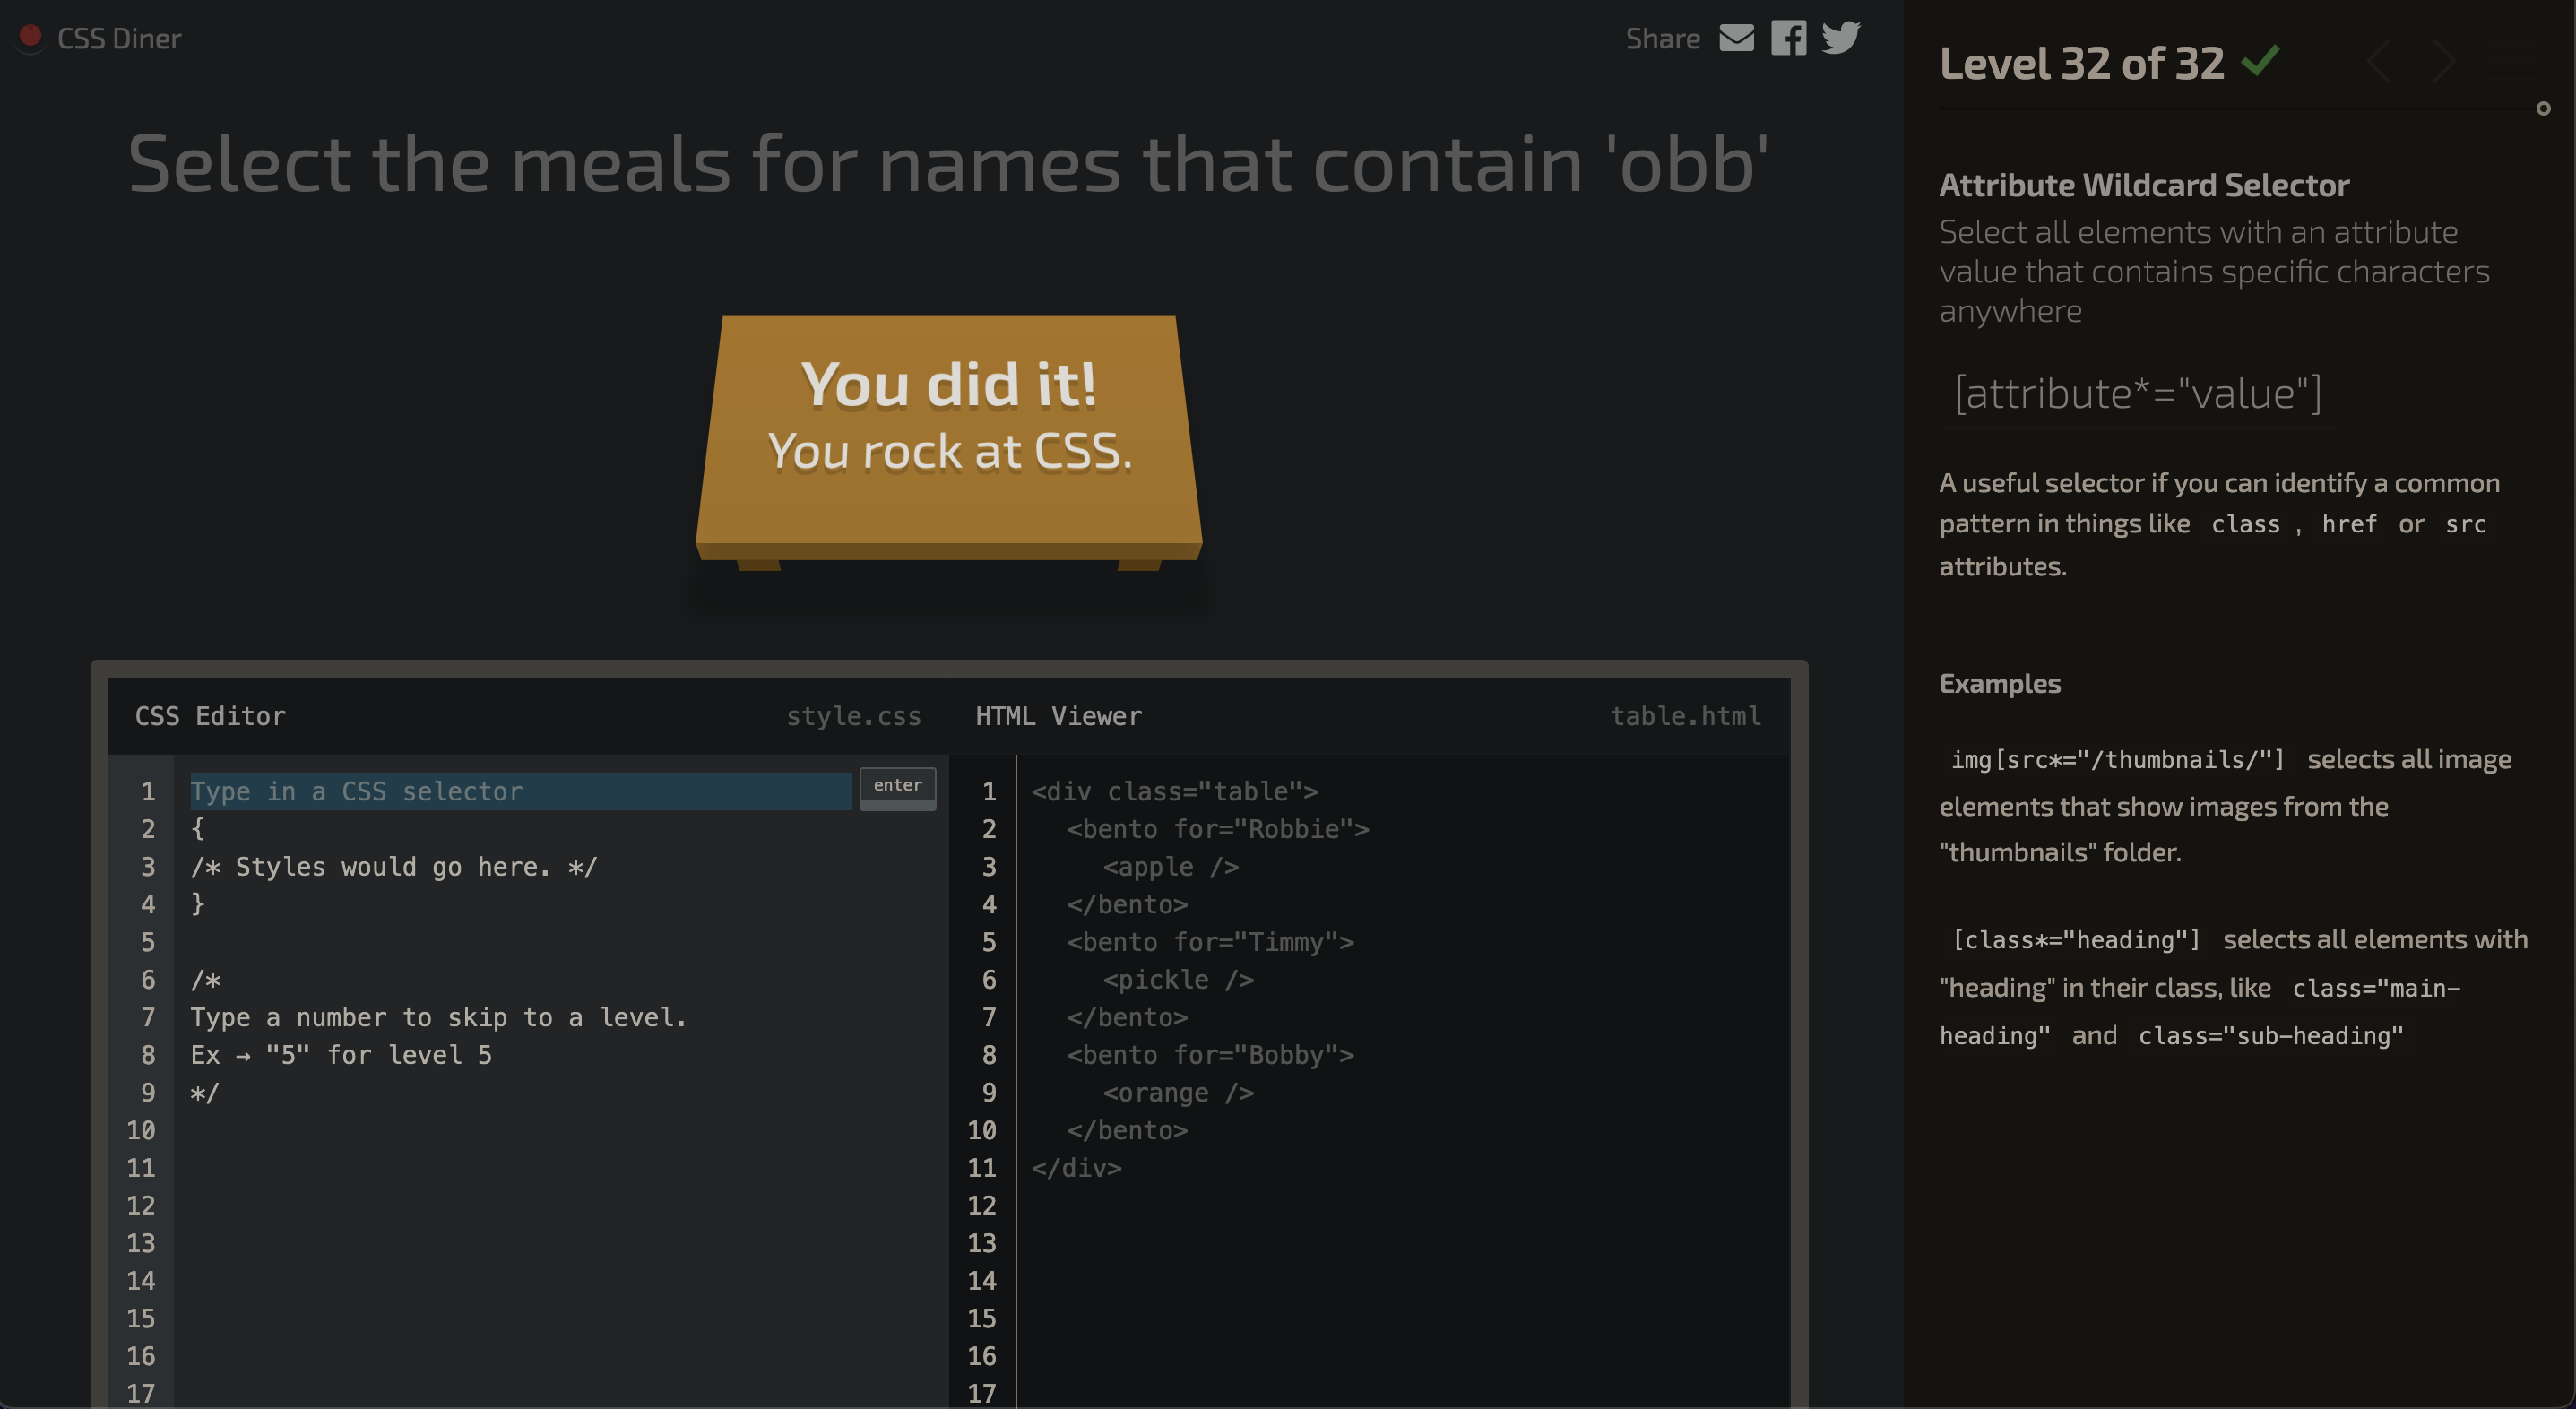 CSS Diner
Share
Select the meals for names that contain 'obb'
You did it!
You rock at CSS.
CSS Editor
style.css
1 Type in a CSS selector
enter
2 {
3 /* Styles would go here. */
4 }
5
6 /*
7 Type a number to skip to a level.
8 Ex → "5" for level 5
9 */
10
11
12
13
14
15
16
17
HTML Viewer
table.html
1 <div class="table">
2 <bento for="Robbie">
3 <apple />
4 </bento>
5 <bento for="Timmy">
6 <pickle />
7 </bento>
8 <bento for="Bobby">
9 <orange />
10 </bento>
11 </div>
12
13
14
15
16
17
Level 32 of 32
Attribute Wildcard Selector
Select all elements with an attribute
value that contains specific characters
anywhere
[attribute*="value"]
A useful selector if you can identify a common
pattern in things like class , href or src
attributes.
Examples
img[src*="/thumbnails/"] selects all image
elements that show images from the
"thumbnails" folder.
[class*="heading"] selects all elements with
"heading" in their class, like class="main-
heading" and class="sub-heading"